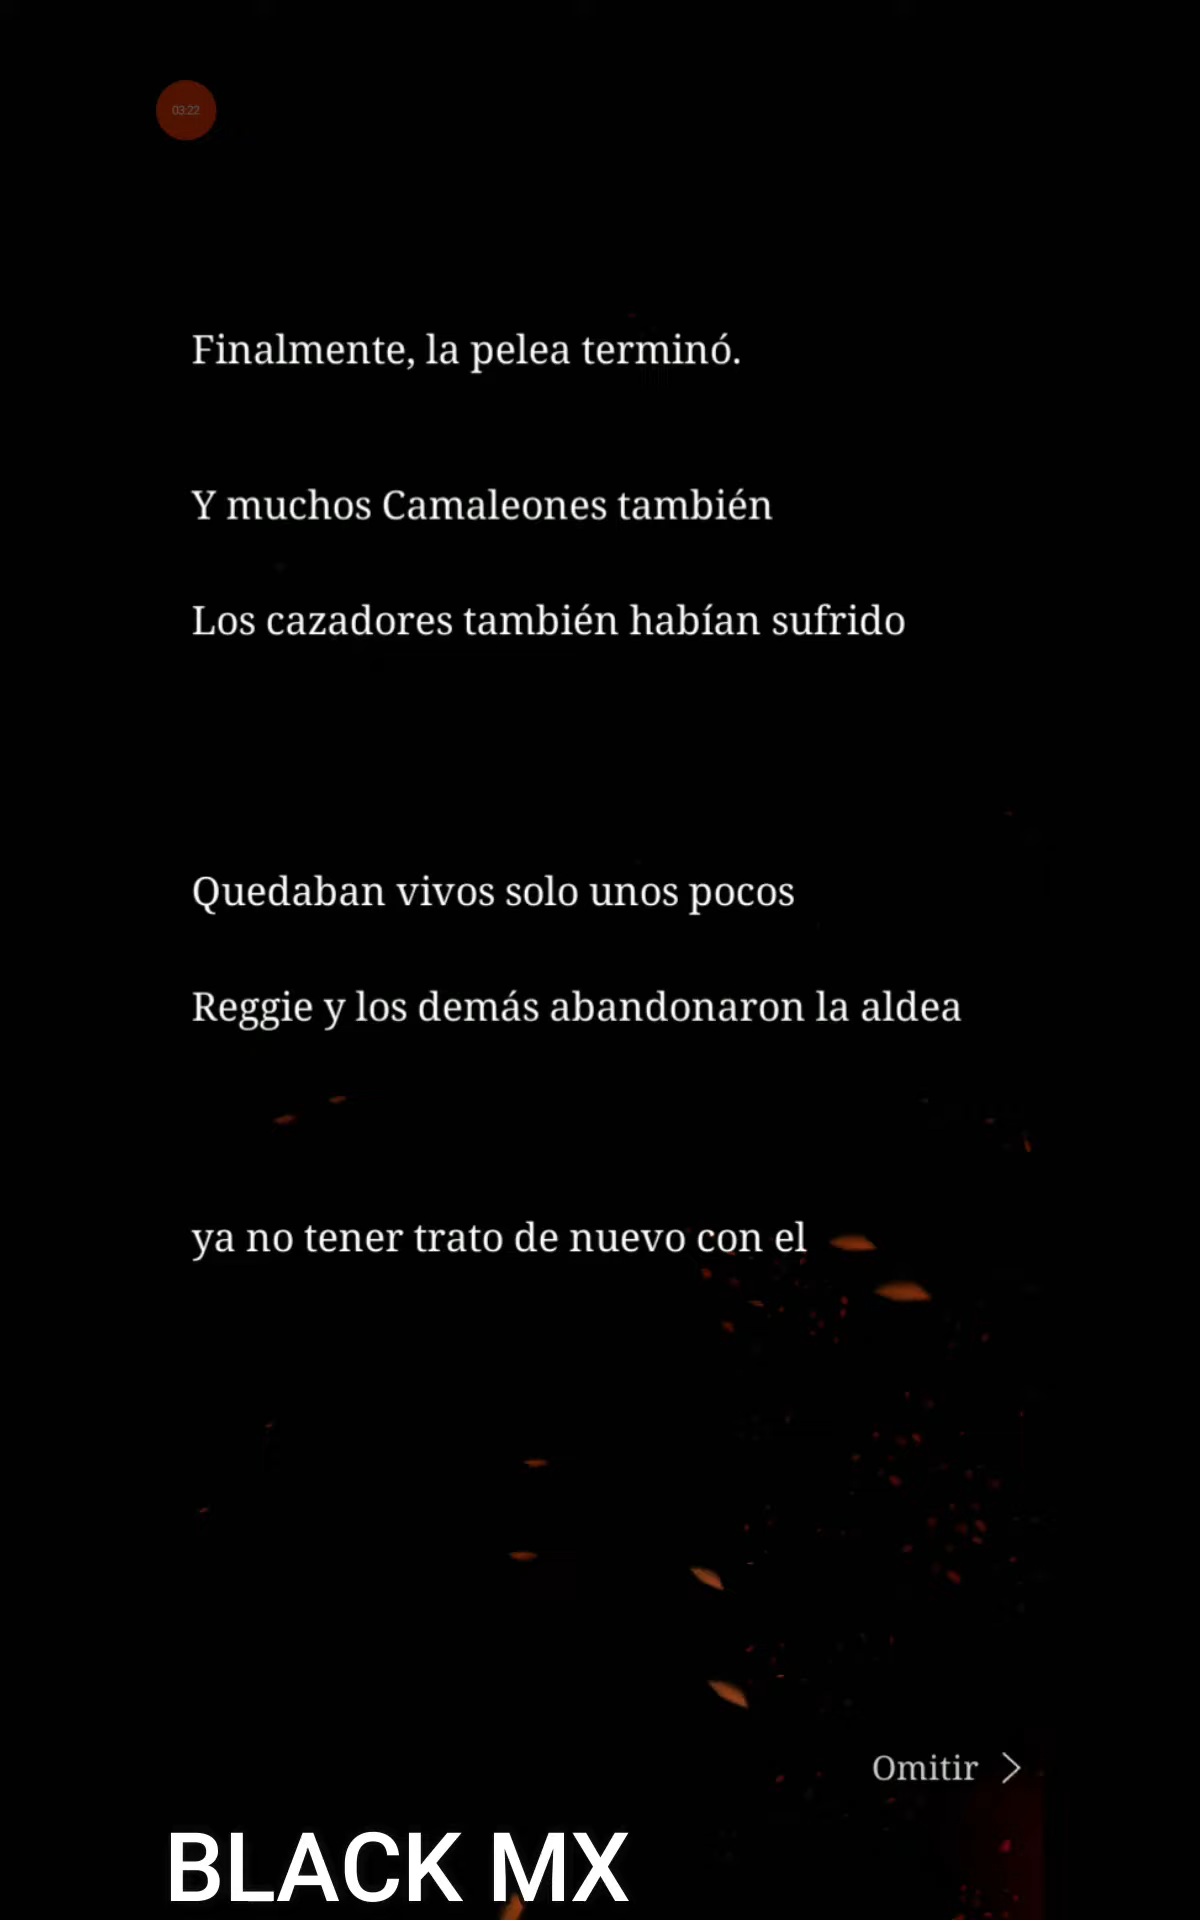 03:22
Finalmente, la pelea terminó.
Y muchos Camaleones también
Los cazadores también habían sufrido
Quedaban vivos solo unos pocos
Reggie y los demás abandonaron la aldea
ya no tener trato de nuevo con el
Omitir
BLACK MX